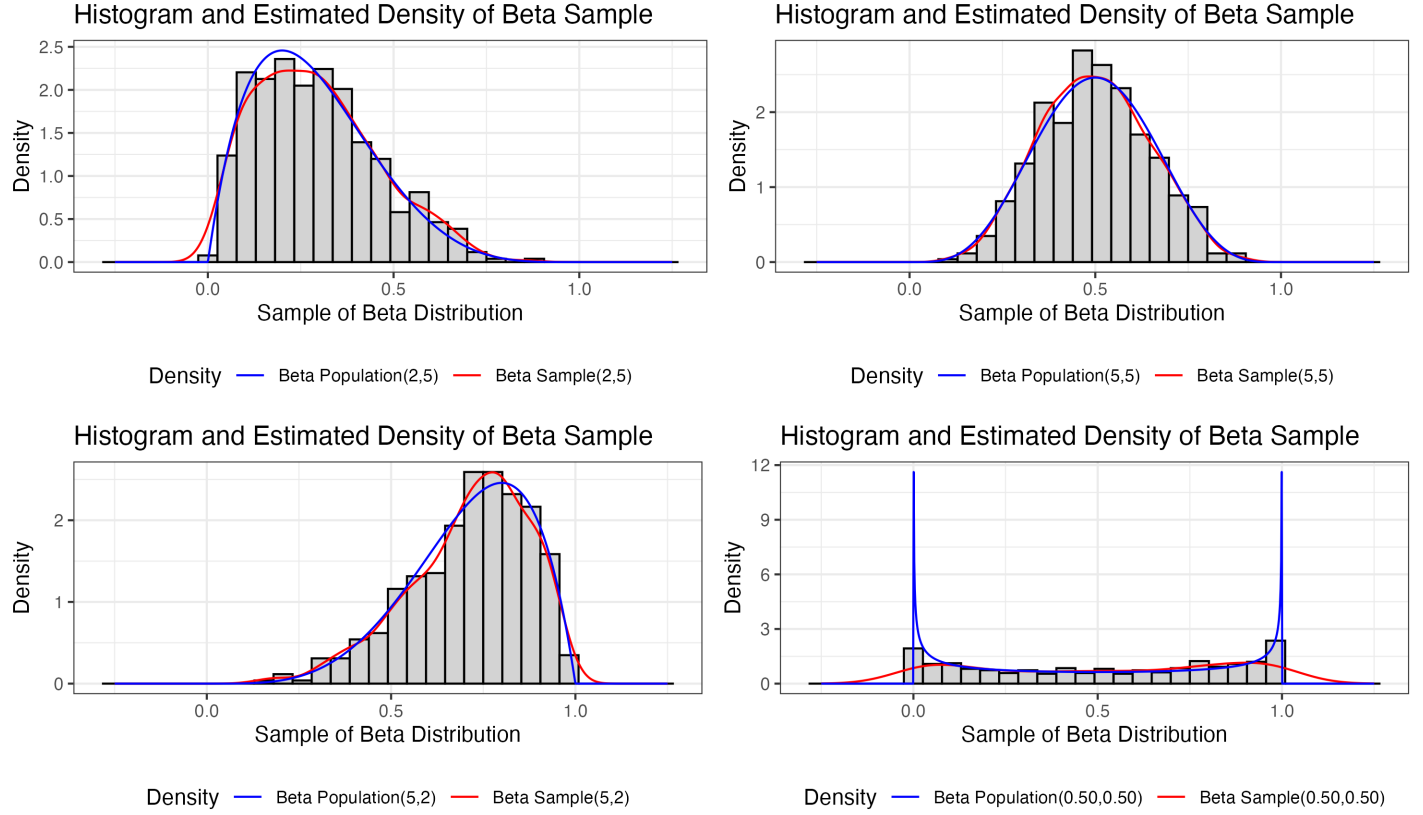 Histogram and Estimated Density of Beta Sample
2.5
2.0
1.5
1.0
0.5
0.0
Density
0.0 0.5 1.0
Sample of Beta Distribution
Density Beta Population(2,5) Beta Sample(2,5)
Histogram and Estimated Density of Beta Sample
2
1
0
Density
0.0 0.5 1.0
Sample of Beta Distribution
Density Beta Population(5,5) Beta Sample(5,5)
Histogram and Estimated Density of Beta Sample
2
1
0
Density
0.0 0.5 1.0
Sample of Beta Distribution
Density Beta Population(5,2) Beta Sample(5,2)
Histogram and Estimated Density of Beta Sample
12
9
6
3
0
Density
0.0 0.5 1.0
Sample of Beta Distribution
Density Beta Population(0.50,0.50) Beta Sample(0.50,0.50)